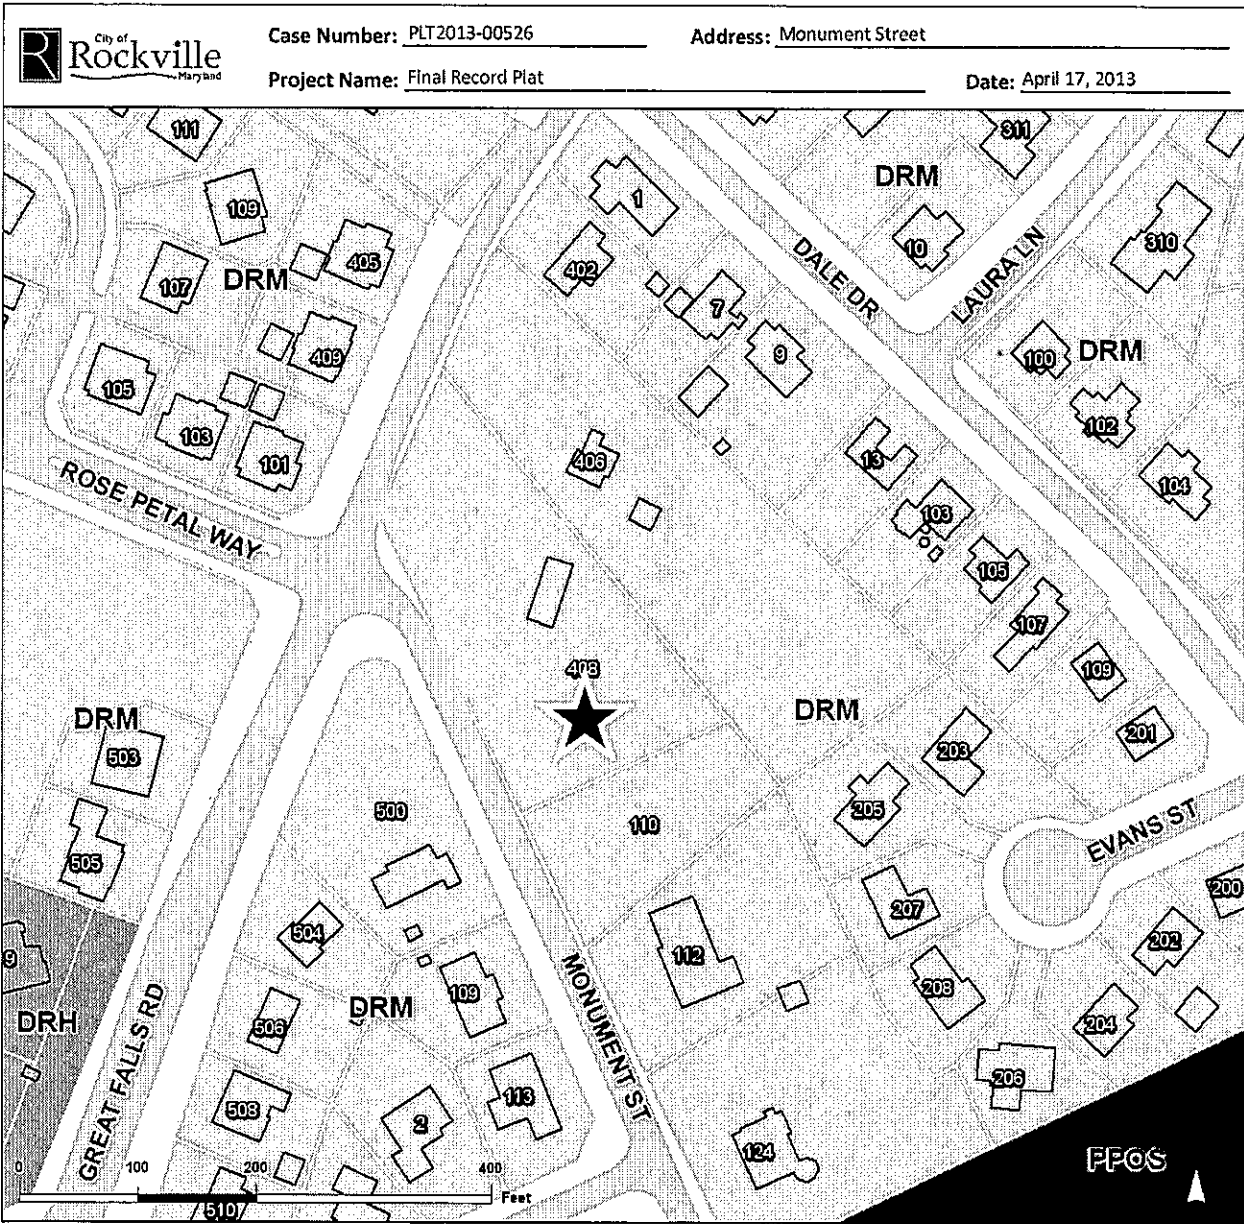 City of
Rockville
Maryland
Case Number: PLT2013-00526
Address: Monument Street
Project Name: Final Record Plat
Date: April 17, 2013
111
311
1
DRM
109
10
310
405
402
DALE DR
LAURA LN
107
DRM
7
9
100
DRM
409
105
102
103
101
406
13
104
ROSE PETAL WAY
103
105
107
408
109
DRM
DRM
503
203
201
500
110
205
EVANS ST
505
207
200
504
202
9
112
MONUMENT ST
109
208
DRM
DRH
506
204
GREAT FALLS RD
206
508
113
2
124
PPOS
0 100 200 400
Feet
510